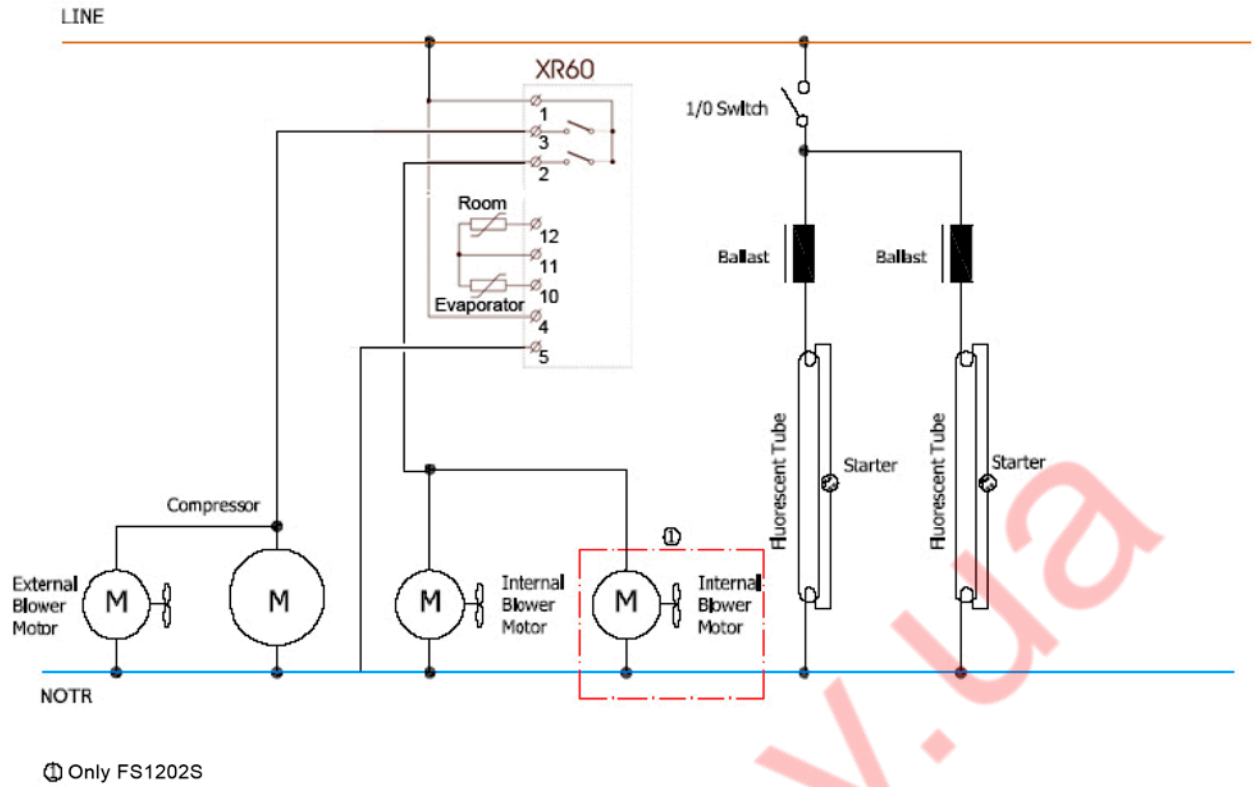 LINE
XR60
1
3
2
1/0 Switch
Room
12
11
10
Evaporator
4
5
Ballast
Ballast
Fluorescent Tube
Starter
Fluorescent Tube
Starter
Compressor
①
External
Blower
Motor
M
M
M
Internal
Blower
Motor
M
Internal
Blower
Motor
NOTR
① Only FS1202S
v.ua